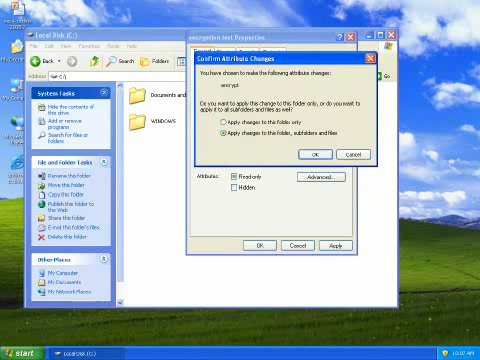 Local Disk (C:)
File Edit View Favorites Tools Help
Back Search Folders
Address C:\
System Tasks
Hide the contents of
this drive
Add or remove
programs
Search for files or
folders
File and Folder Tasks
Rename this folder
Move this folder
Copy this folder
Publish this folder to
the Web
Share this folder
E-mail this folder's files
Delete this folder
Other Places
My Computer
My Documents
My Network Places
Documents and
WINDOWS
encryption test Properties
Confirm Attribute Changes
You have chosen to make the following attribute changes:
encrypt
Do you want to apply this change to this folder only, or do you want
to apply it to all subfolders and files as well?
Apply changes to this folder only
Apply changes to this folder, subfolders and files
OK Cancel
Attributes: Read-only Advanced...
Hidden
OK Cancel Apply
start Local Disk (C:) 10:07 AM